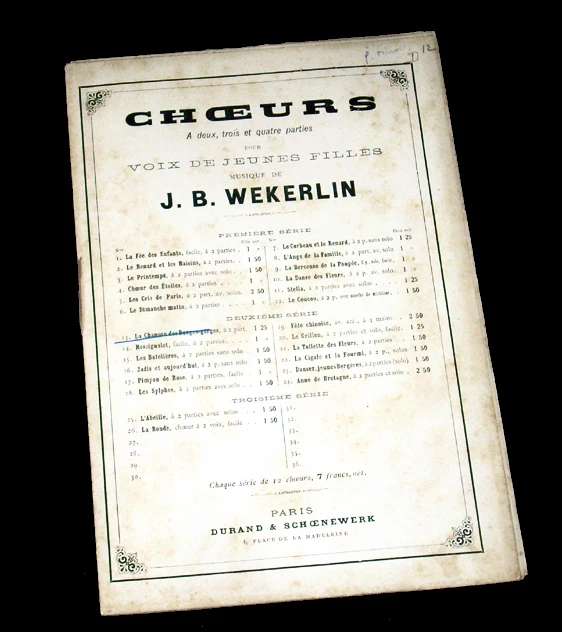 12
CHŒURS
A deux, trois et quatre parties
POUR
VOIX DE JEUNES FILLES
MUSIQUE DE
J. B. WEKERLIN
PREMIÈRE SÉRIE
Nos Prix net
1. La Fée des Enfants, facile, à 2 parties . 1 »
2. Le Renard et les Raisins, à 2 parties . 1 50
3. Le Printemps, à 2 parties avec solo . . 1 50
4. Chœur des Étoiles, à 2 parties . . 1 »
5. Les Cris de Paris, à 2 part. av. solos. 2 50
6. Le Dimanche matin, à 2 parties . . 1 »
Nos Prix net
7. Le Corbeau et le Renard, à 2 p. sans solo 1 25
8. L'Ange de la Famille, à 2 part. av. solo 1 »
9. La Berceuse de la Poupée, 1 »
10. La Danse des Fleurs, à 2 p. av. solo. 1 »
11. Stella, à 2 parties avec solos . . 1 25
12. Le Coucou, à 2 p. 1 50
DEUXIÈME SÉRIE
13. La Chanson des 1 25
14. Rossignolet, facile, à 2 parties, . . 1 »
15. Les Batelières, à 2 parties sans solo . 1 50
16. Jadis et aujourd'hui, à 2 p. sans solo 1 50
17. Pimpon de Rose, à 2 parties, facile . 1 »
18. Les Sylphes, à 2 parties avec solo . . 1 50
19. Fête chinoise, av. acc., à 4 mains. . 2 50
20. Le Grillon, à 2 parties et solo, facile. 1 25
21. La Toilette des Fleurs, à 2 parties . . 1 50
22. La Cigale et la Fourmi, à 2 p., solos 1 50
23. Dansez, jeunes Bergères, à 2 parties (solo) 1 50
24. Anne de Bretagne, à 2 parties et solo . 2 50
TROISIÈME SÉRIE
25. L'Abeille, à 2 parties avec solos. . . 1 50
26. La Ronde, chœur à 2 voix, facile . . 1 50
27.
28.
29
30.
31.
32.
33.
34.
35.
36.
Chaque série de 12 chœurs, 7 francs, net.
PARIS
DURAND & SCHŒNEWERK
4, PLACE DE LA MADELEINE